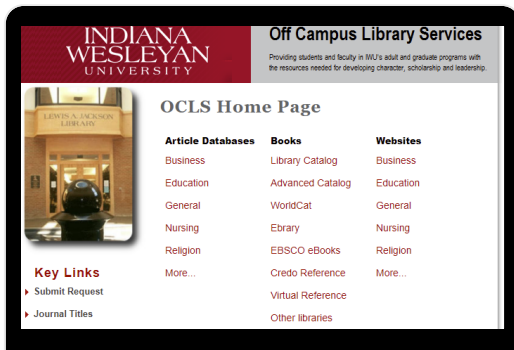 INDIANA
WESLEYAN
UNIVERSITY
Off Campus Library Services
Providing students and faculty in IWU's adult and graduate programs with
the resources needed for developing character, scholarship and leadership.
LEWIS A. JACKSON
LIBRARY
OCLS Home Page
Article Databases Books Websites
Business Library Catalog Business
Education Advanced Catalog Education
General WorldCat General
Nursing Ebrary Nursing
Religion EBSCO eBooks Religion
More... Credo Reference More...
Virtual Reference
Other libraries
Key Links
Submit Request
Journal Titles